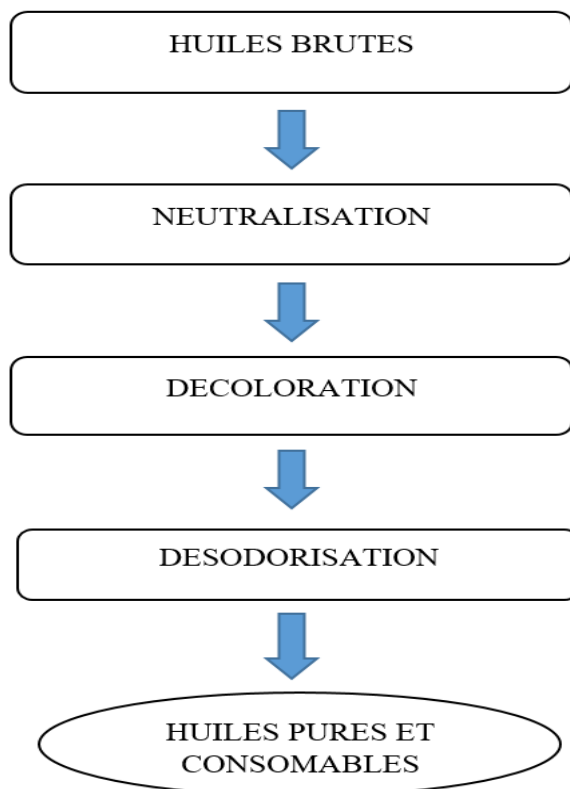 HUILES BRUTES
NEUTRALISATION
DECOLORATION
DESODORISATION
HUILES PURES ET
CONSOMABLES